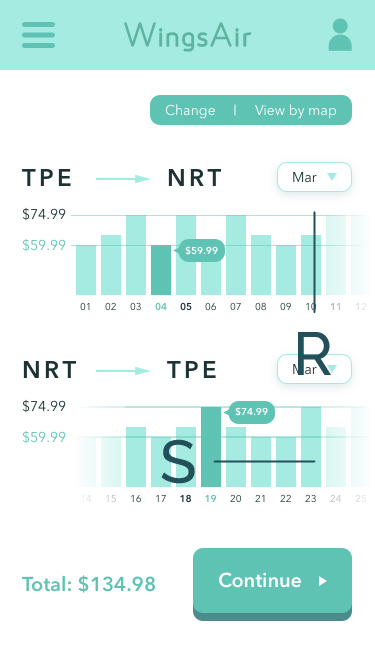 WingsAir
Change | View by map
TPE NRT Mar
$74.99
$59.99
$59.99
01 02 03 04 05 06 07 08 09 10 11 12
R
NRT TPE Mar
$74.99
$74.99
$59.99
S
14 15 16 17 18 19 20 21 22 23 24 25
Total: $134.98
Continue